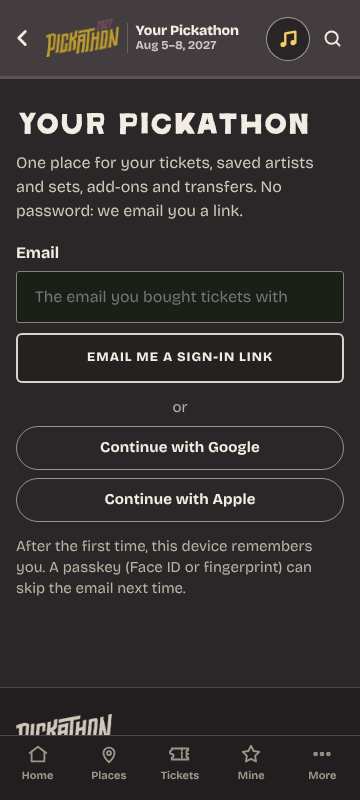 2027
PICKATHON
Your Pickathon
Aug 5–8, 2027
YOUR PICKATHON
One place for your tickets, saved artists
and sets, add-ons and transfers. No
password: we email you a link.
Email
The email you bought tickets with
EMAIL ME A SIGN-IN LINK
or
Continue with Google
Continue with Apple
After the first time, this device remembers
you. A passkey (Face ID or fingerprint) can
skip the email next time.
PICKATHON
Home
Places
Tickets
Mine
More